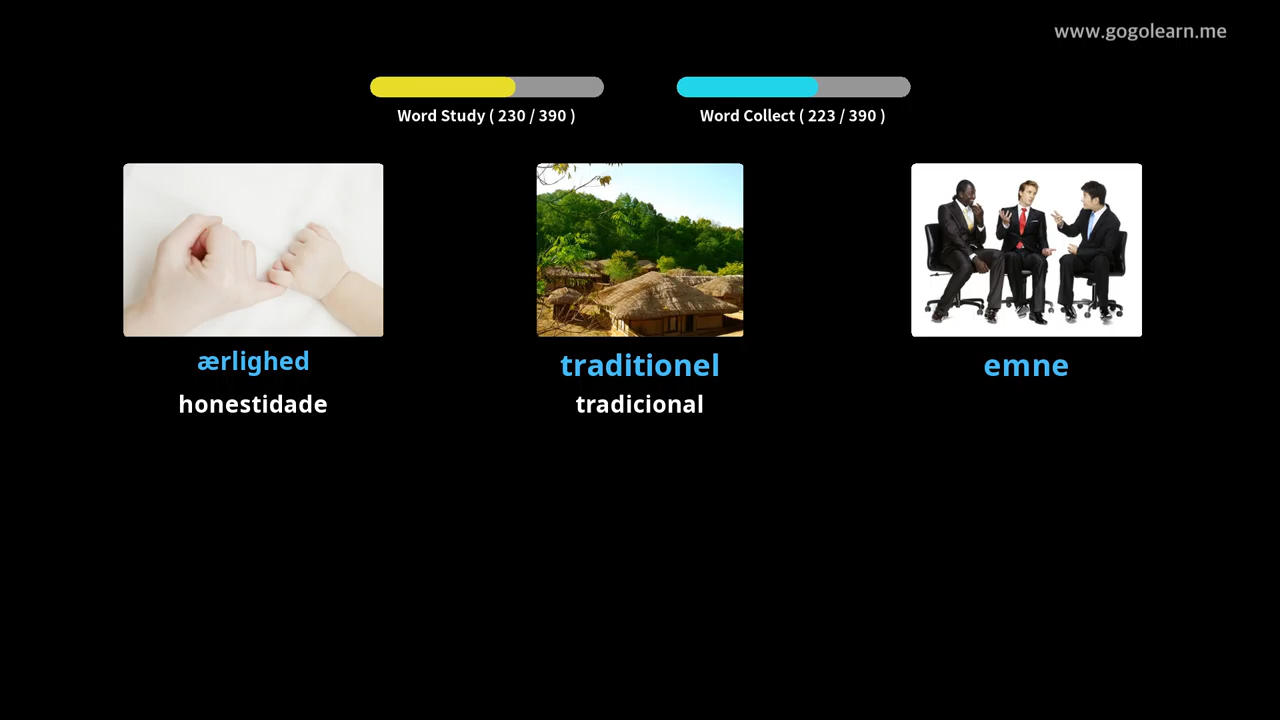 www.gogolearn.me
Word Study ( 230 / 390 )
Word Collect ( 223 / 390 )
ærlighed
traditionel
emne
honestidade
tradicional